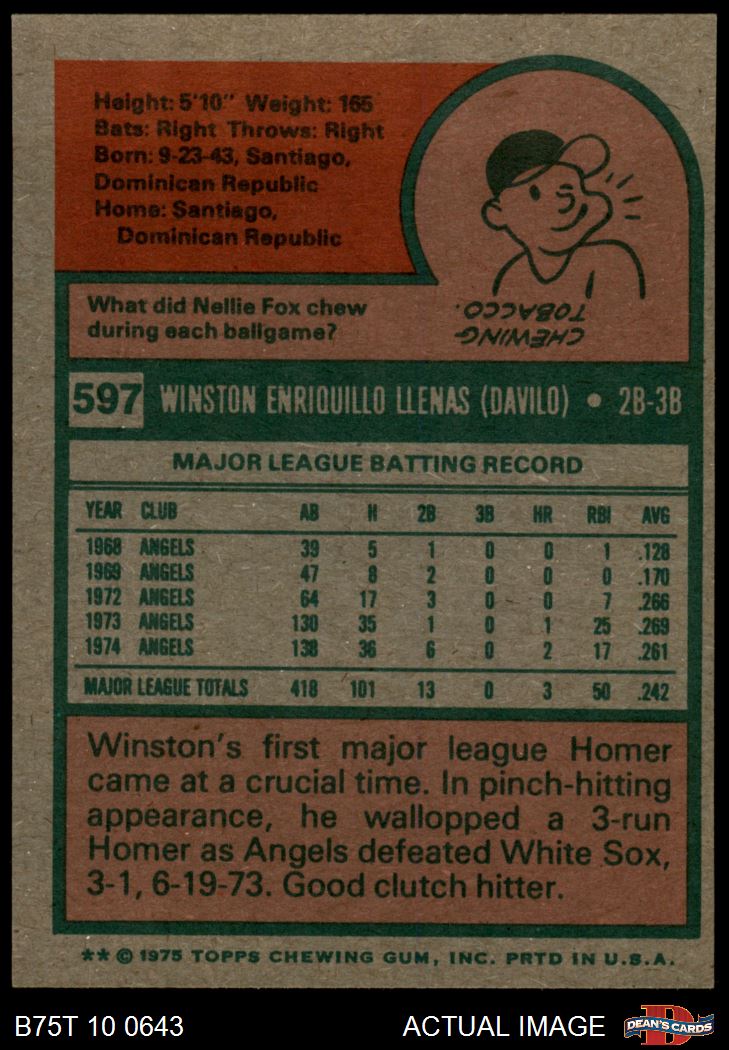 Height: 5'10" Weight: 165
Bats: Right Throws: Right
Born: 9-23-43, Santiago,
Dominican Republic
Home: Santiago,
Dominican Republic
What did Nellie Fox chew
during each ballgame?
CHEWING
TOBACCO.
597 WINSTON ENRIQUILLO LLENAS (DAVILO) • 2B-3B
MAJOR LEAGUE BATTING RECORD
YEAR CLUB AB H 2B 3B HR RBI AVG
1968 ANGELS 39 5 1 0 0 1 .128
1969 ANGELS 47 8 2 0 0 0 .170
1972 ANGELS 64 17 3 0 0 7 .266
1973 ANGELS 130 35 1 0 1 25 .269
1974 ANGELS 138 36 6 0 2 17 .261
MAJOR LEAGUE TOTALS 418 101 13 0 3 50 .242
Winston's first major league Homer
came at a crucial time. In pinch-hitting
appearance, he wallopped a 3-run
Homer as Angels defeated White Sox,
3-1, 6-19-73. Good clutch hitter.
** © 1975 TOPPS CHEWING GUM, INC. PRTD IN U.S.A.
B75T 10 0643 ACTUAL IMAGE DEAN'S CARDS